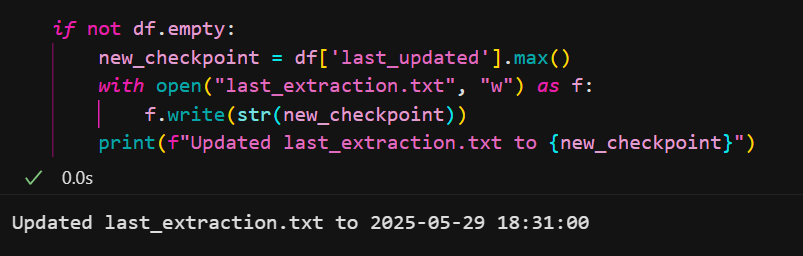 if not df.empty:
    new_checkpoint = df['last_updated'].max()
    with open("last_extraction.txt", "w") as f:
        f.write(str(new_checkpoint))
    print(f"Updated last_extraction.txt to {new_checkpoint}")
0.0s
Updated last_extraction.txt to 2025-05-29 18:31:00